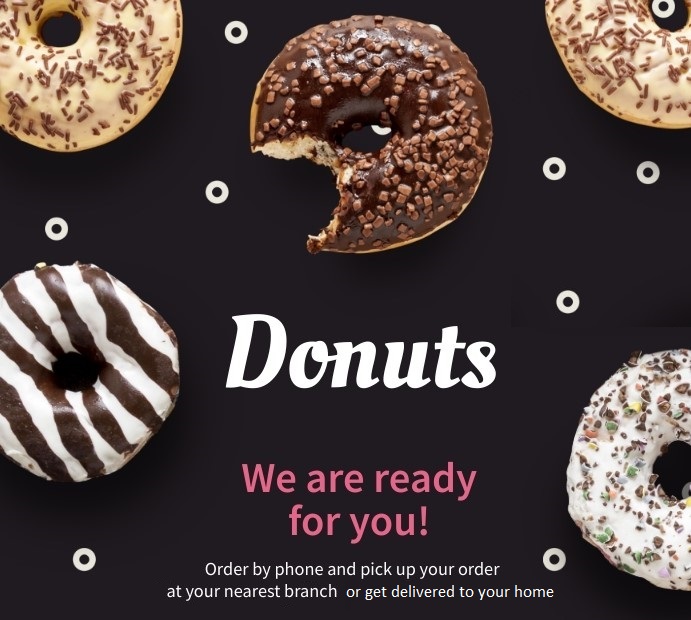 Donuts
We are ready
for you!
Order by phone and pick up your order
at your nearest branch or get delivered to your home